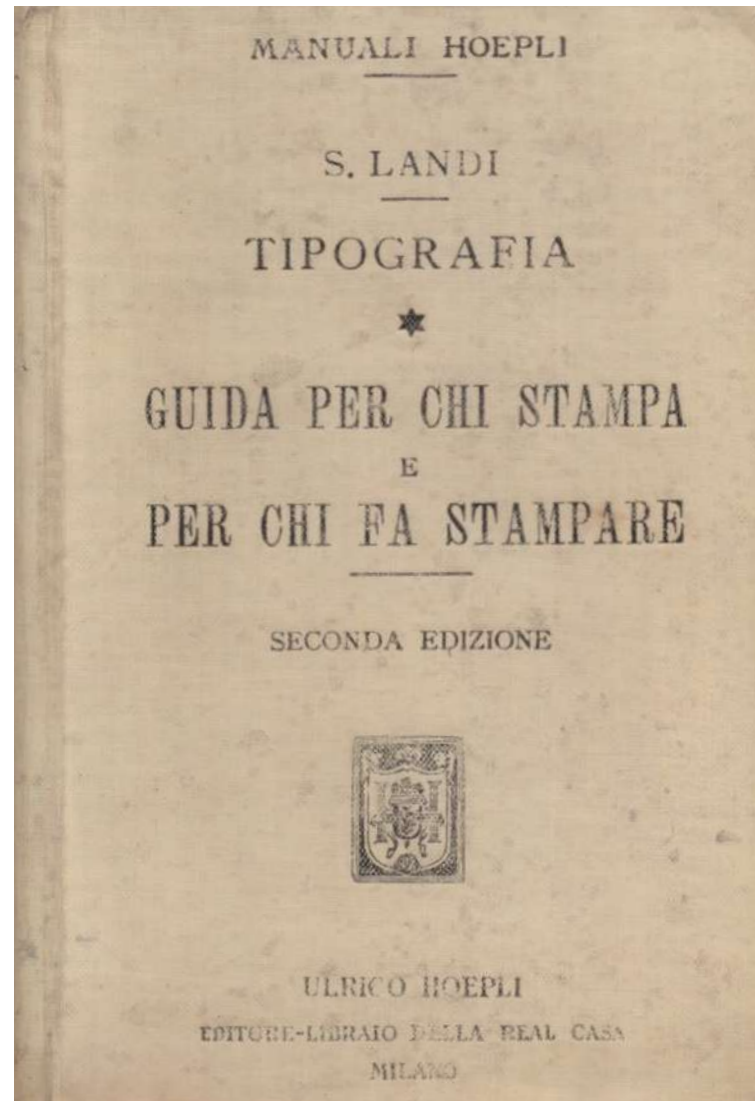 MANUALI HOEPLI
S. LANDI
TIPOGRAFIA
GUIDA PER CHI STAMPA
E
PER CHI FA STAMPARE
SECONDA EDIZIONE
ULRICO HOEPLI
EDITORE-LIBRAIO DELLA REAL CASA
MILANO